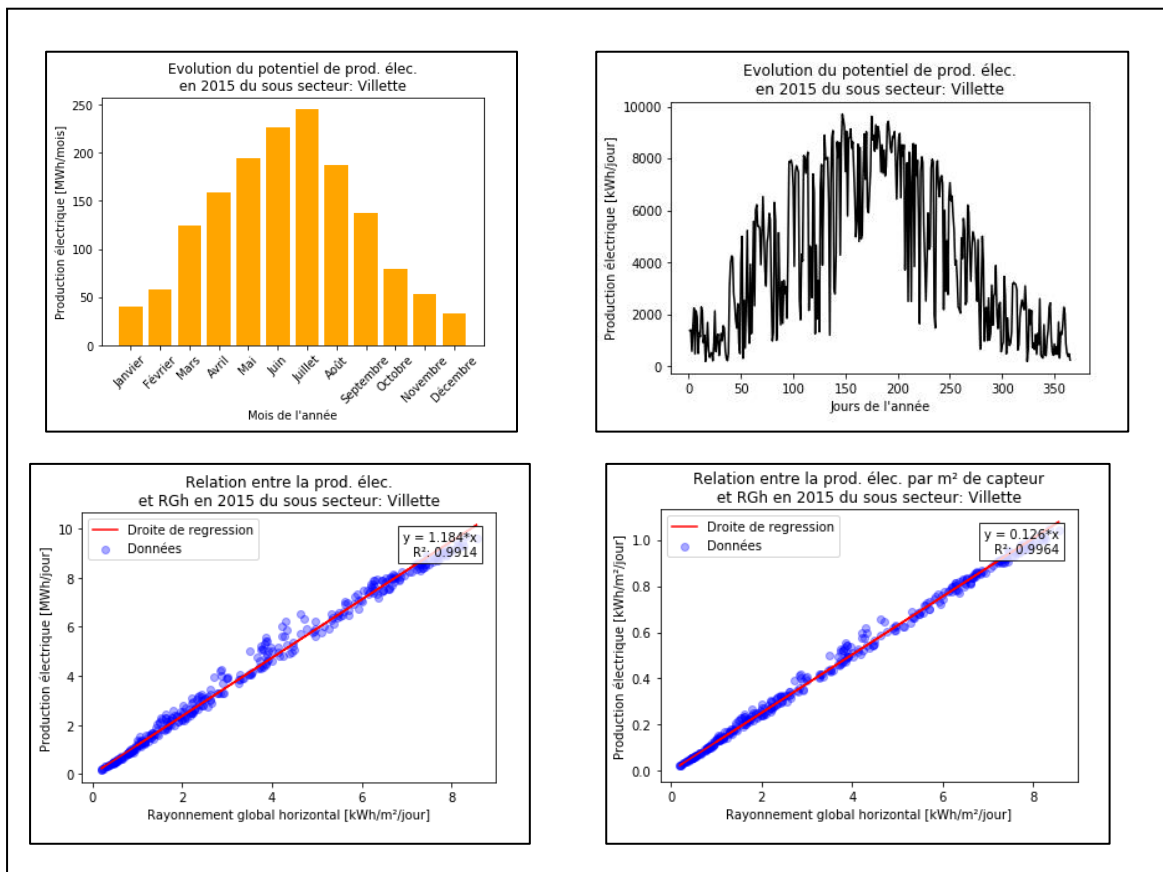 Evolution du potentiel de prod. élec.
en 2015 du sous secteur: Villette
Production électrique [MWh/mois]
250
200
150
100
50
0
Janvier
Février
Mars
Avril
Mai
Juin
Juillet
Août
Septembre
Octobre
Novembre
Décembre
Mois de l'année
Evolution du potentiel de prod. élec.
en 2015 du sous secteur: Villette
Production électrique [kWh/jour]
10000
8000
6000
4000
2000
0
0 50 100 150 200 250 300 350
Jours de l'année
Relation entre la prod. élec.
et RGh en 2015 du sous secteur: Villette
Production électrique [MWh/jour]
10
8
6
4
2
0
Droite de regression
Données
y = 1.184*x
R²: 0.9914
0 2 4 6 8
Rayonnement global horizontal [kWh/m²/jour]
Relation entre la prod. élec. par m² de capteur
et RGh en 2015 du sous secteur: Villette
Production électrique [kWh/m²/jour]
1.0
0.8
0.6
0.4
0.2
0.0
Droite de regression
Données
y = 0.126*x
R²: 0.9964
0 2 4 6 8
Rayonnement global horizontal [kWh/m²/jour]